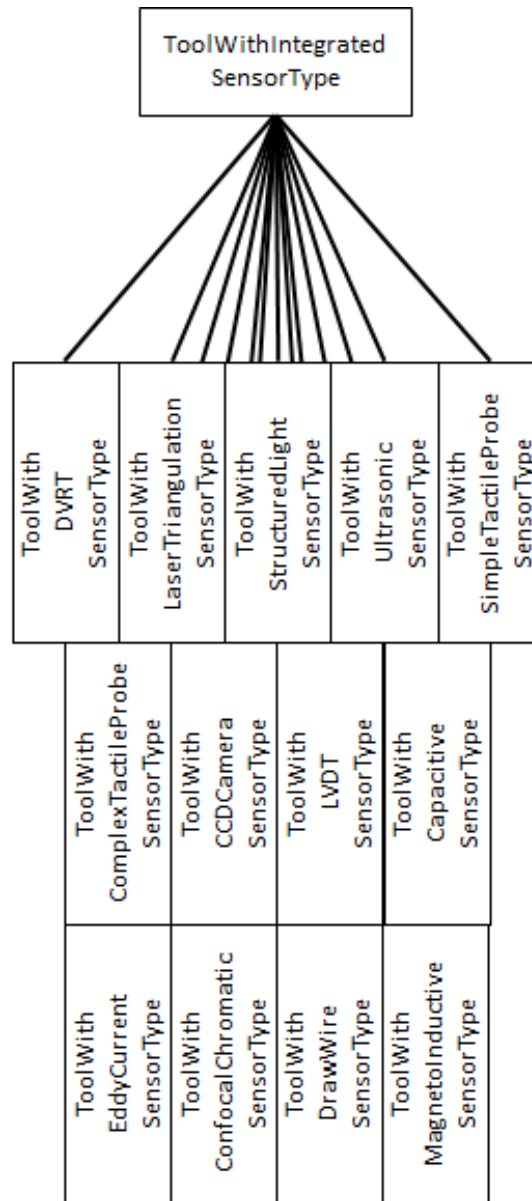 ToolWithIntegrated
SensorType
ToolWith
DVRT
SensorType
ToolWith
LaserTriangulation
SensorType
ToolWith
StructuredLight
SensorType
ToolWith
Ultrasonic
SensorType
ToolWith
SimpleTactileProbe
SensorType
ToolWith
ComplexTactileProbe
SensorType
ToolWith
CCDCamera
SensorType
ToolWith
LVDT
SensorType
ToolWith
Capacitive
SensorType
ToolWith
EddyCurrent
SensorType
ToolWith
ConfocalChromatic
SensorType
ToolWith
DrawWire
SensorType
ToolWith
MagnetoInductive
SensorType